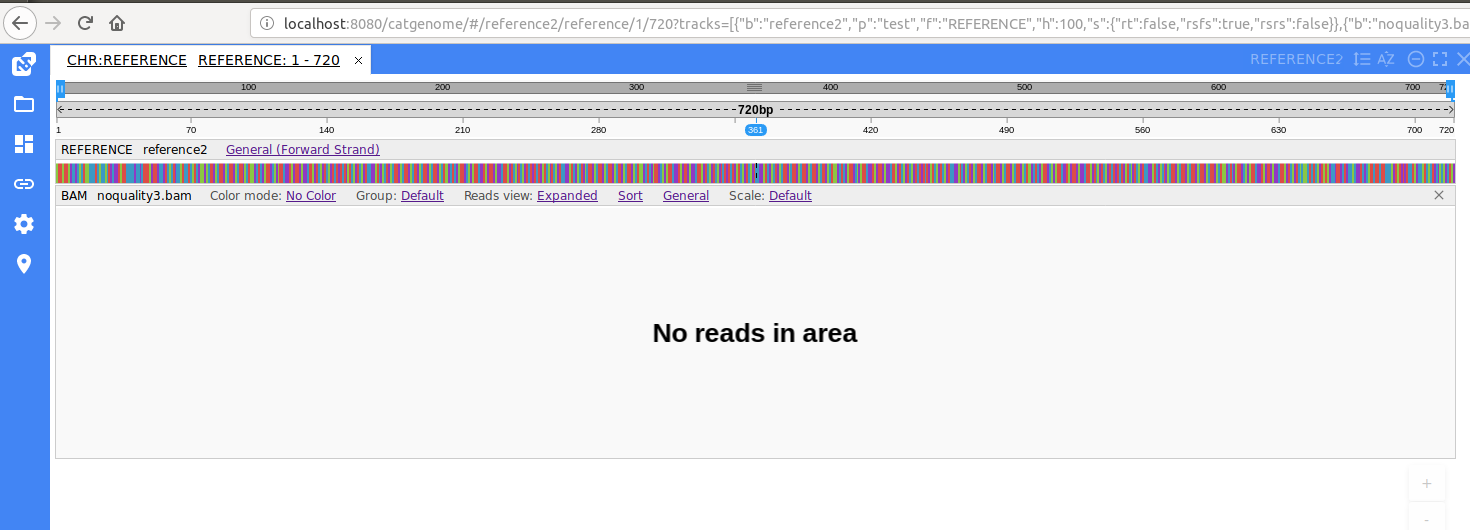 localhost:8080/catgenome/#/reference2/reference/1/720?tracks=[{"b":"reference2","p":"test","f":"REFERENCE","h":100,"s":{"rt":false,"rsfs":true,"rsrs":false}},{"b":"noquality3.ba
CHR:REFERENCE REFERENCE: 1 - 720 × REFERENCE2 AZ
100 200 300 400 500 600 700
720bp
1 70 140 210 280 361 420 490 560 630 700 720
REFERENCE reference2 General (Forward Strand)
BAM noquality3.bam Color mode: No Color Group: Default Reads view: Expanded Sort General Scale: Default ×
No reads in area
+
-